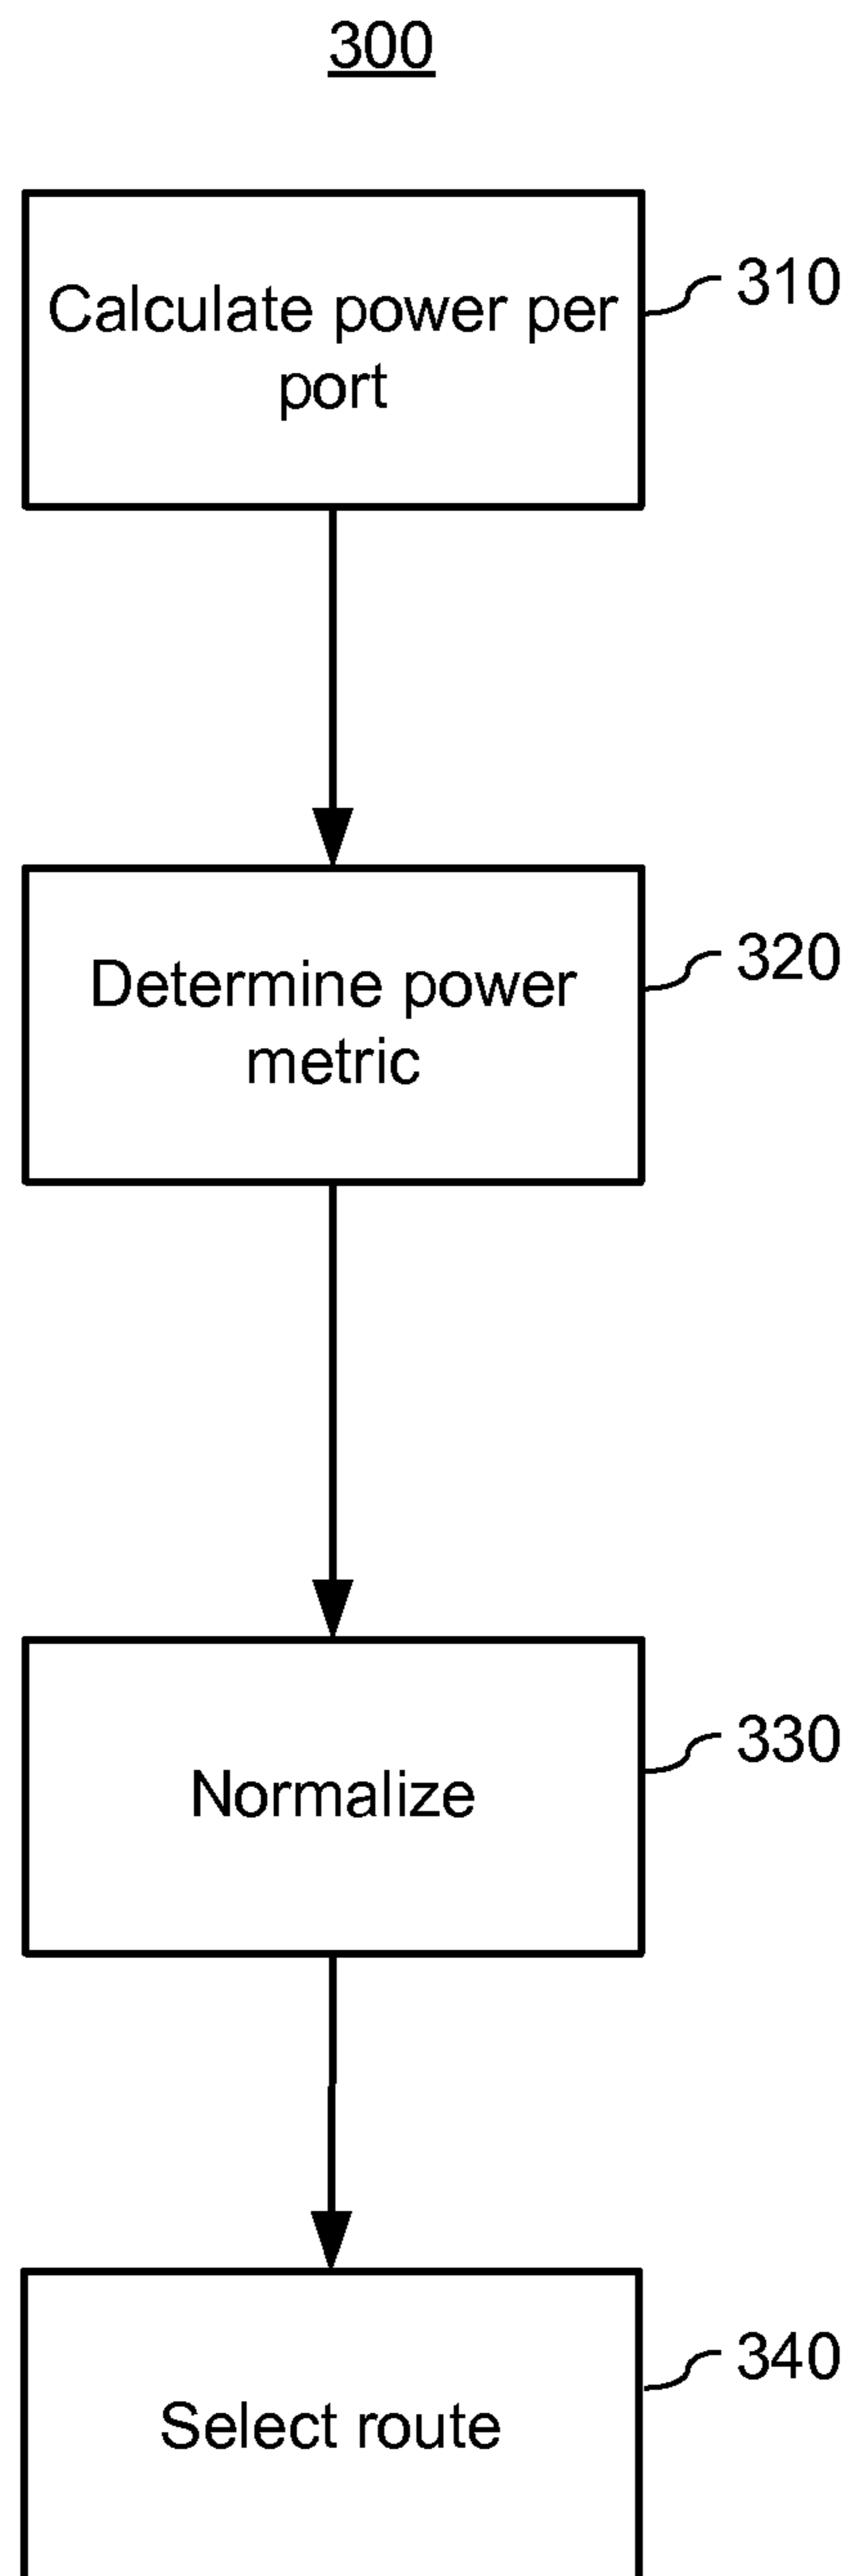 300
Calculate power per
port
310
Determine power
metric
320
Normalize
330
Select route
340